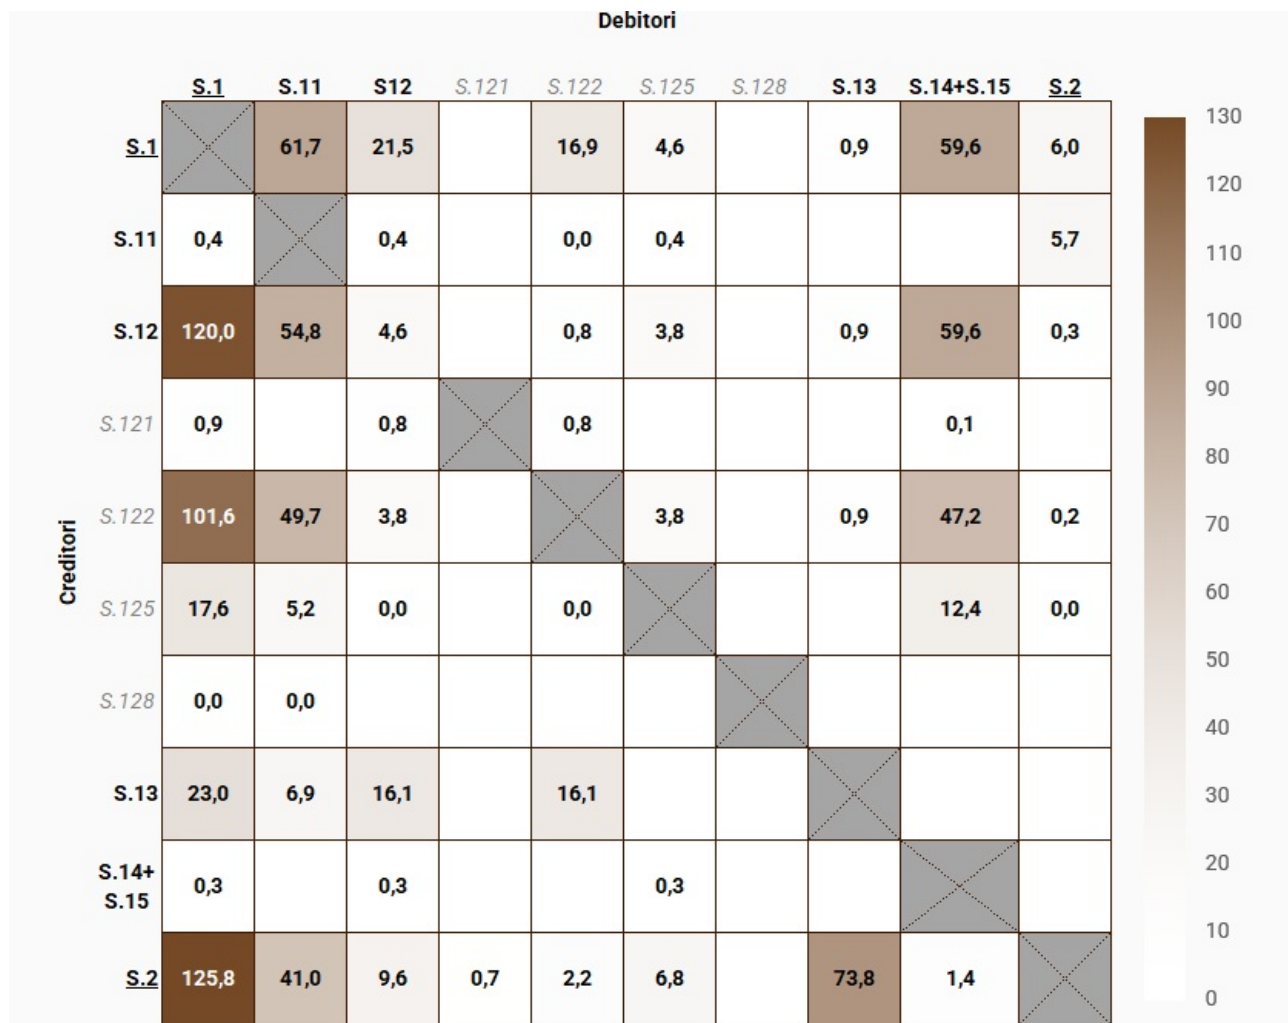 Debitori
S.1 S.11 S12 S.121 S.122 S.125 S.128 S.13 S.14+S.15 S.2
S.1 61,7 21,5 16,9 4,6 0,9 59,6 6,0
S.11 0,4 0,4 0,0 0,4 5,7
S.12 120,0 54,8 4,6 0,8 3,8 0,9 59,6 0,3
S.121 0,9 0,8 0,8 0,1
S.122 101,6 49,7 3,8 3,8 0,9 47,2 0,2
S.125 17,6 5,2 0,0 0,0 12,4 0,0
S.128 0,0 0,0
S.13 23,0 6,9 16,1 16,1
S.14+
S.15 0,3 0,3 0,3
S.2 125,8 41,0 9,6 0,7 2,2 6,8 73,8 1,4
Creditori
130
120
110
100
90
80
70
60
50
40
30
20
10
0